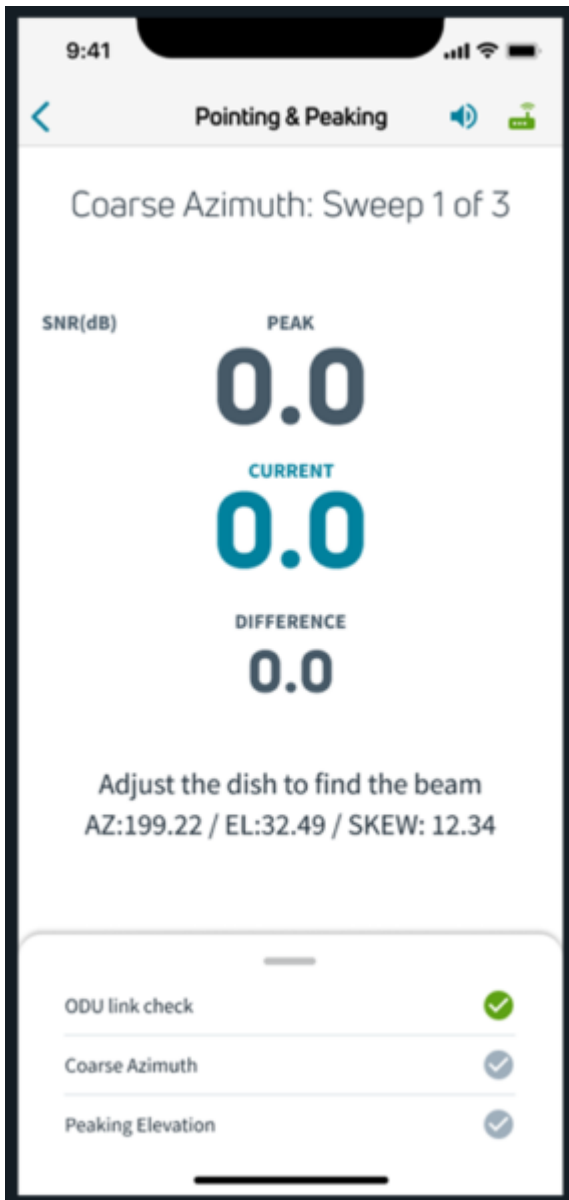 9:41
Pointing & Peaking
Coarse Azimuth: Sweep 1 of 3
SNR(dB) PEAK
0.0
CURRENT
0.0
DIFFERENCE
0.0
Adjust the dish to find the beam
AZ:199.22 / EL:32.49 / SKEW: 12.34
ODU link check
Coarse Azimuth
Peaking Elevation